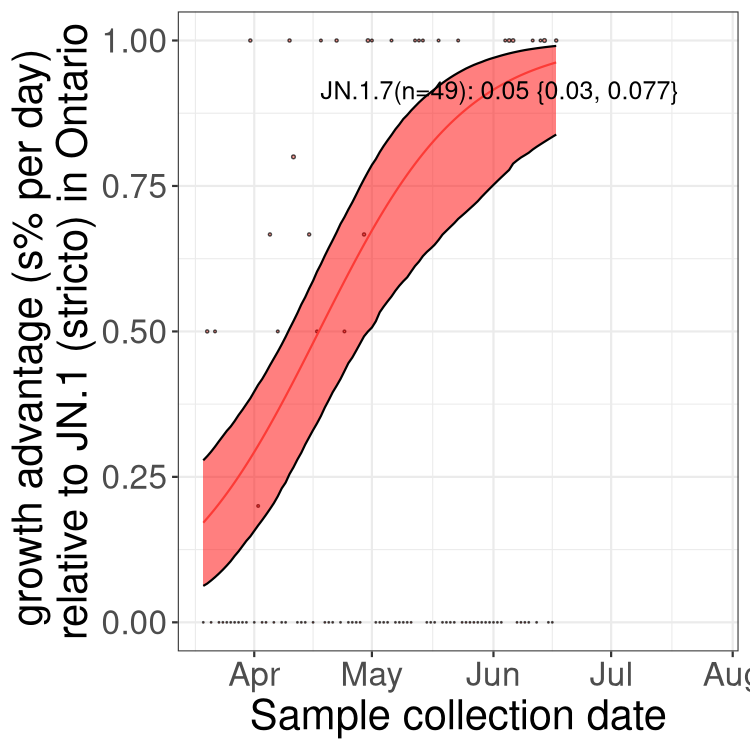 growth advantage (s% per day)
relative to JN.1 (stricto) in Ontario
1.00
0.75
0.50
0.25
0.00
JN.1.7(n=49): 0.05 {0.03, 0.077}
Apr May Jun Jul Aug
Sample collection date